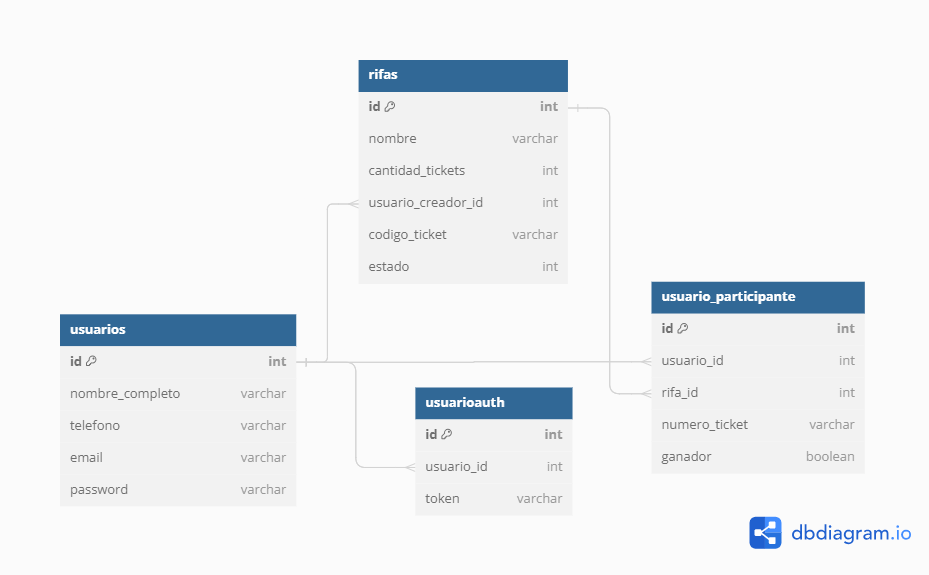 rifas
id int
nombre varchar
cantidad_tickets int
usuario_creador_id int
codigo_ticket varchar
estado int
usuarios
id int
nombre_completo varchar
telefono varchar
email varchar
password varchar
usuarioauth
id int
usuario_id int
token varchar
usuario_participante
id int
usuario_id int
rifa_id int
numero_ticket varchar
ganador boolean
dbdiagram.io